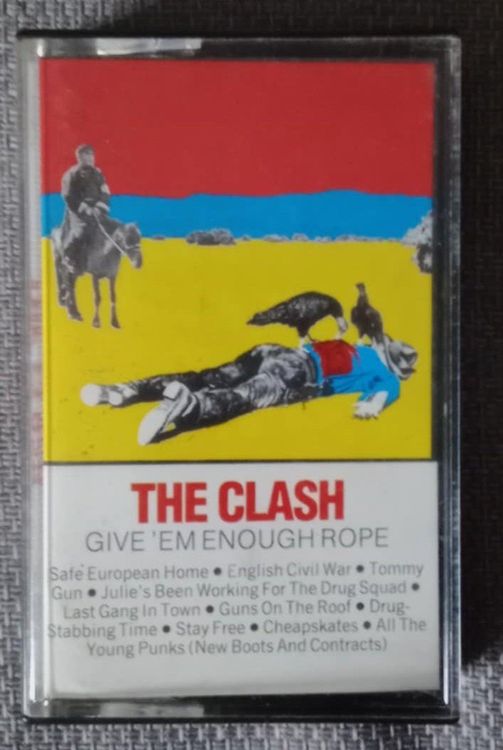 THE CLASH
GIVE 'EM ENOUGH ROPE
Safe European Home • English Civil War • Tommy
Gun • Julie's Been Working For The Drug Squad •
Last Gang In Town • Guns On The Roof • Drug-
Stabbing Time • Stay Free • Cheapskates • All The
Young Punks (New Boots And Contracts)